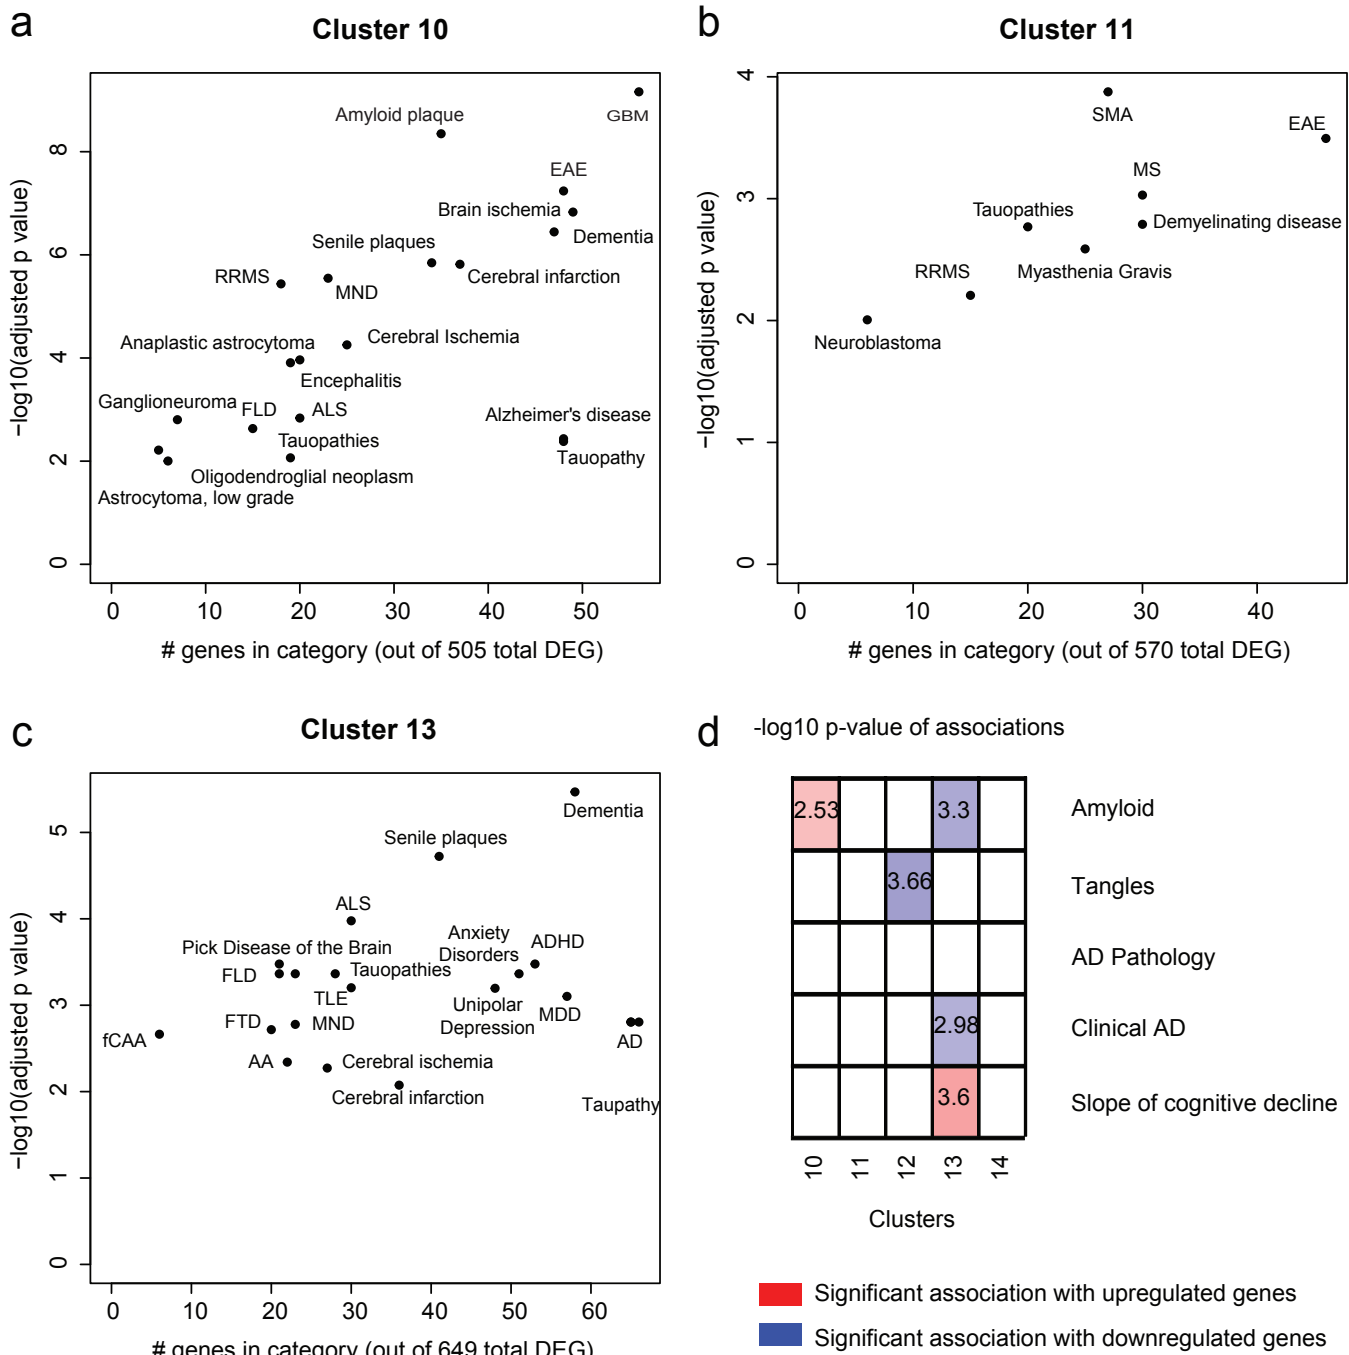 a
Cluster 10
−log10(adjusted p value)
8
6
4
2
0
Amyloid plaque
GBM
EAE
Brain ischemia
Dementia
Senile plaques
Cerebral infarction
RRMS
MND
Cerebral Ischemia
Anaplastic astrocytoma
Encephalitis
Ganglioneuroma
FLD
ALS
Alzheimer's disease
Tauopathies
Tauopathy
Oligodendroglial neoplasm
Astrocytoma, low grade
0 10 20 30 40 50
# genes in category (out of 505 total DEG)
b
Cluster 11
−log10(adjusted p value)
4
3
2
1
0
SMA
EAE
MS
Tauopathies
Demyelinating disease
RRMS
Myasthenia Gravis
Neuroblastoma
0 10 20 30 40
# genes in category (out of 570 total DEG)
c
Cluster 13
−log10(adjusted p value)
5
4
3
2
1
0
Dementia
Senile plaques
ALS
Anxiety
Disorders
ADHD
Pick Disease of the Brain
FLD
Tauopathies
TLE
Unipolar
Depression
MDD
FTD
MND
AD
fCAA
AA
Cerebral ischemia
Cerebral infarction
Taupathy
0 10 20 30 40 50 60
# genes in category (out of 649 total DEG)
d
-log10 p-value of associations
2.53 3.3 Amyloid
3.66 Tangles
AD Pathology
2.98 Clinical AD
3.6 Slope of cognitive decline
10 11 12 13 14
Clusters
Significant association with upregulated genes
Significant association with downregulated genes